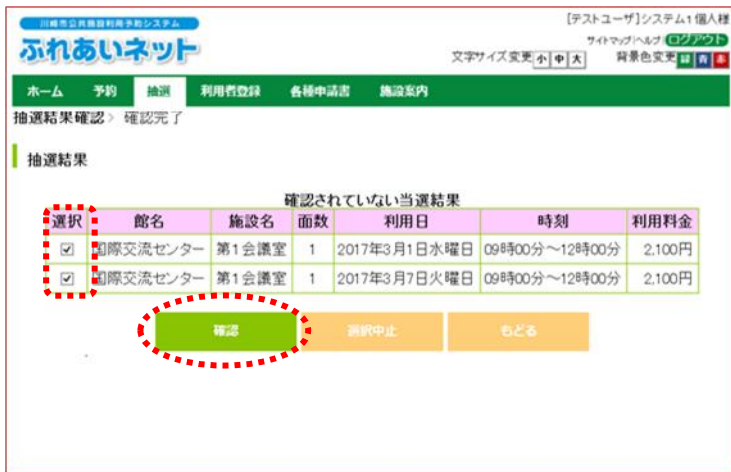 川崎市公共施設利用予約システム
[テストユーザ]システム1個人様
ふれあいネット
サイトマップ|ヘルプ|ログアウト
文字サイズ変更 小 中 大 背景色変更 緑 青 赤
ホーム 予約 抽選 利用者登録 各種申請書 施設案内
抽選結果確認> 確認完了
抽選結果
確認されていない当選結果
選択 館名 施設名 面数 利用日 時刻 利用料金
国際交流センター 第1会議室 1 2017年3月1日水曜日 09時00分~12時00分 2,100円
国際交流センター 第1会議室 1 2017年3月7日火曜日 09時00分~12時00分 2,100円
確認 選択中止 もどる